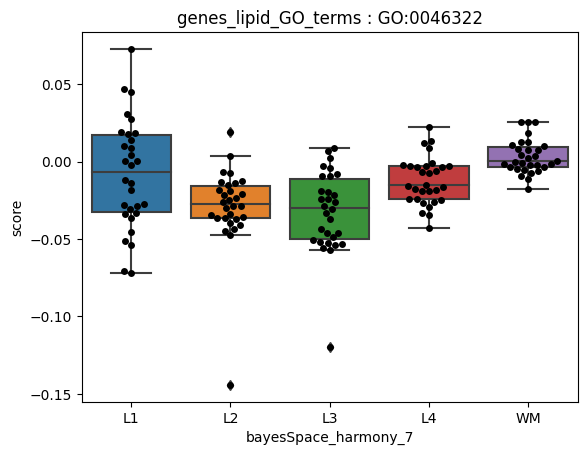 genes_lipid_GO_terms : GO:0046322
0.05
0.00
−0.05
−0.10
−0.15
score
L1 L2 L3 L4 WM
bayesSpace_harmony_7